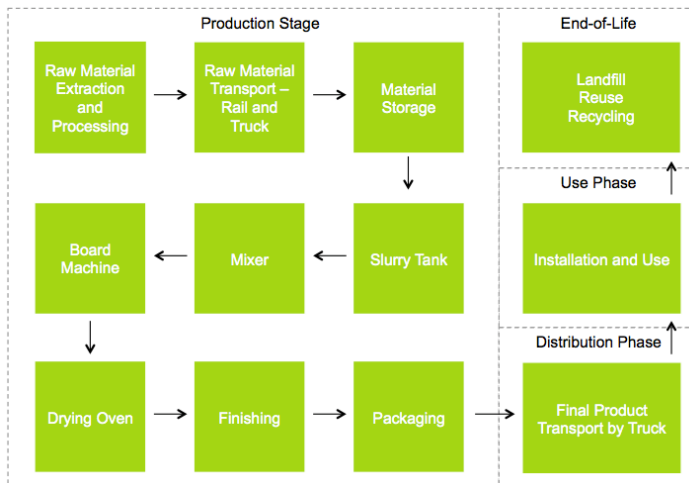 Production Stage
End-of-Life
Raw Material
Extraction
and
Processing
Raw Material
Transport –
Rail and
Truck
Material
Storage
Landfill
Reuse
Recycling
Use Phase
Board
Machine
Mixer
Slurry Tank
Installation and Use
Distribution Phase
Drying Oven
Finishing
Packaging
Final Product
Transport by Truck